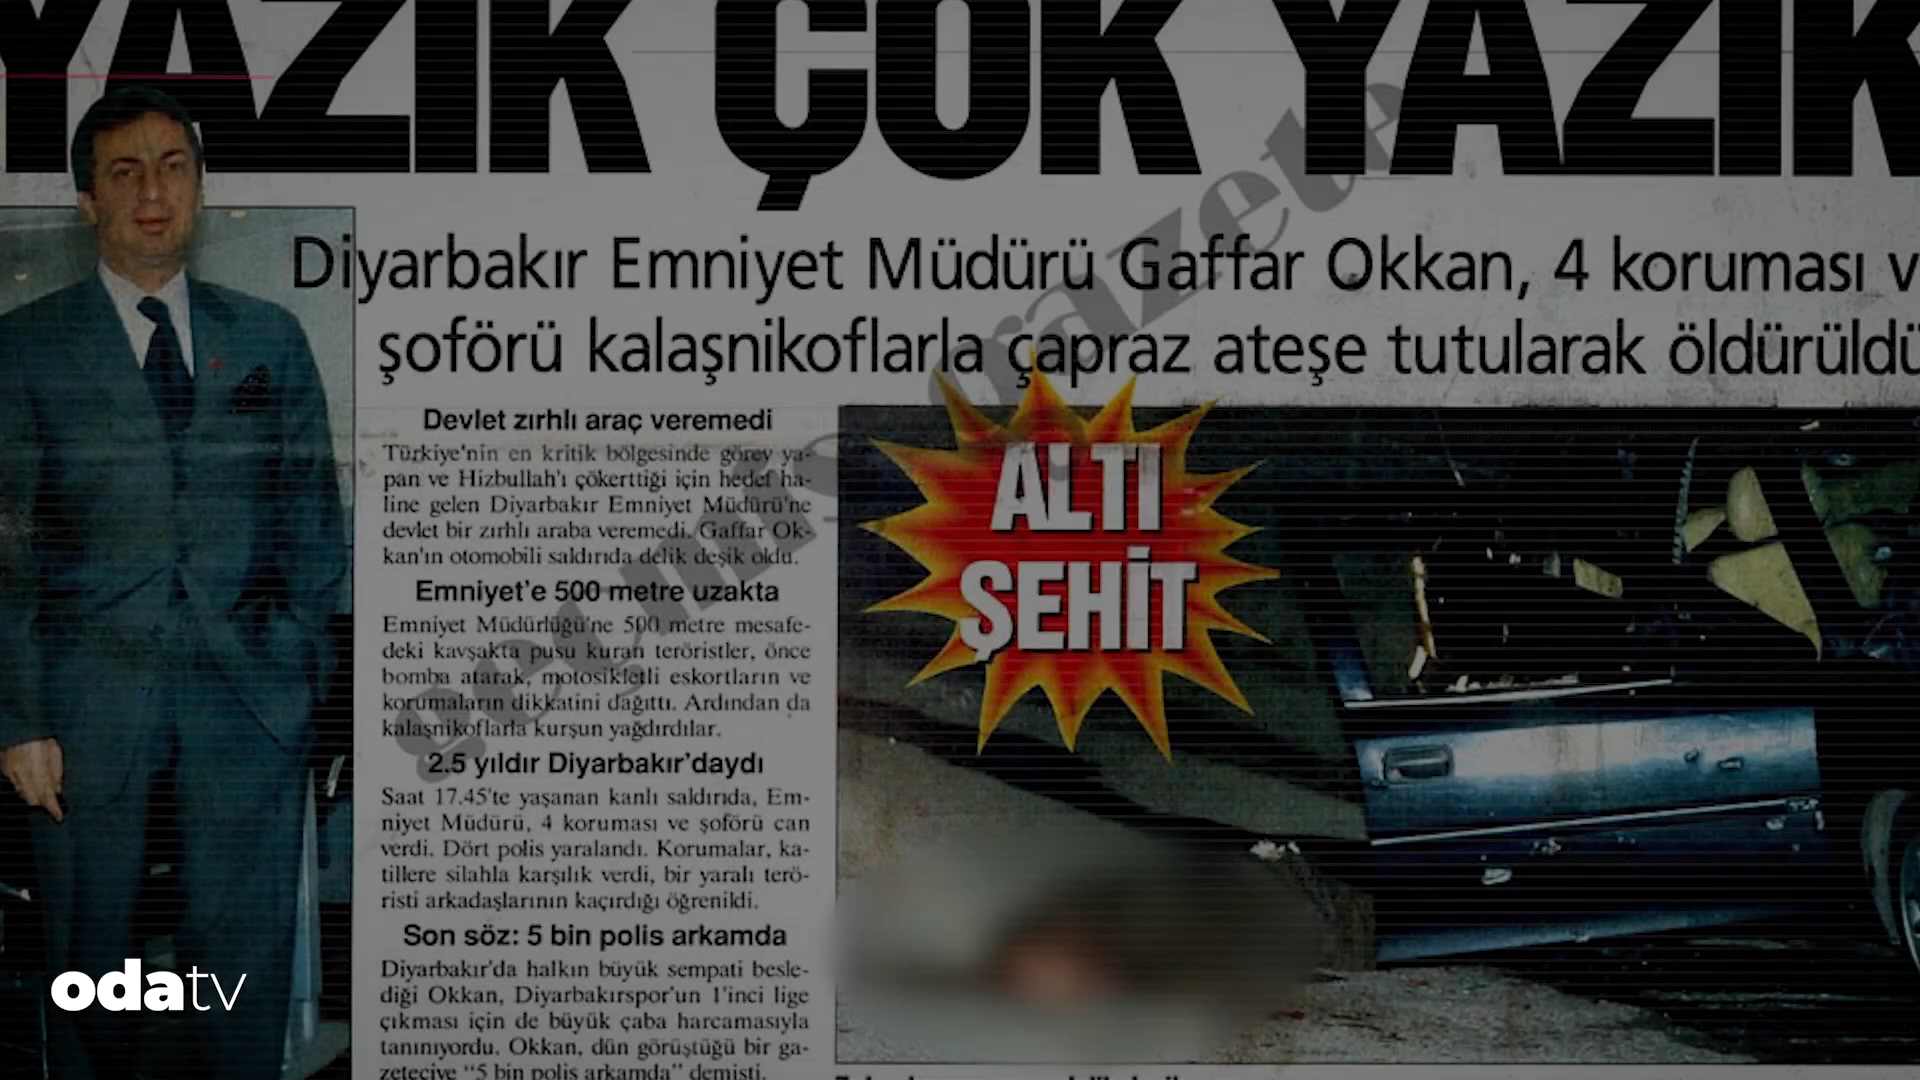 YAZIK ÇOK YAZIK
Diyarbakır Emniyet Müdürü Gaffar Okkan, 4 koruması v
şoförü kalaşnikoflarla çapraz ateşe tutularak öldürüldü
Devlet zırhlı araç veremedi
Türkiye'nin en kritik bölgesinde görev ya-
pan ve Hizbullah'ı çökerttiği için hedef ha-
line gelen Diyarbakır Emniyet Müdürü'ne
devlet bir zırhlı araba veremedi. Gaffar Ok-
kan'ın otomobili saldırıda delik deşik oldu.
Emniyet'e 500 metre uzakta
Emniyet Müdürlüğü'ne 500 metre mesafe-
deki kavşakta pusu kuran teröristler, önce
bomba atarak, motosikletli eskortların ve
korumaların dikkatini dağıttı. Ardından da
kalaşnikoflarla kurşun yağdırdılar.
2.5 yıldır Diyarbakır'daydı
Saat 17.45'te yaşanan kanlı saldırıda, Em-
niyet Müdürü, 4 koruması ve şoförü can
verdi. Dört polis yaralandı. Korumalar, ka-
tillere silahla karşılık verdi, bir yaralı terö-
risti arkadaşlarının kaçırdığı öğrenildi.
Son söz: 5 bin polis arkamda
Diyarbakır'da halkın büyük sempati besle-
diği Okkan, Diyarbakırspor'un 1'inci lige
çıkması için de büyük çaba harcamasıyla
tanınıyordu. Okkan, dün görüştüğü bir ga-
zeteciye "5 bin polis arkamda" demişti.
ALTI
ŞEHİT
geçmiş gazete
odatv